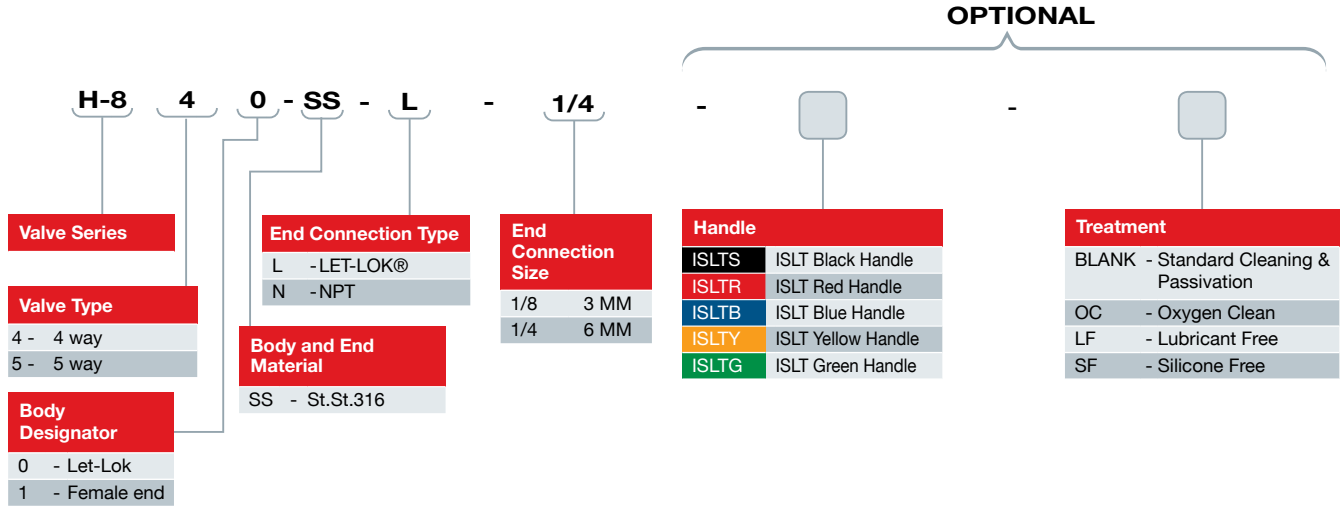 OPTIONAL
H-8 4 0 - SS - L - 1/4 - -
Valve Series
Valve Type
4 - 4 way
5 - 5 way
Body
Designator
0 - Let-Lok
1 - Female end
Body and End
Material
SS - St.St.316
End Connection Type
L -LET-LOK®
N -NPT
End
Connection
Size
1/8 3 MM
1/4 6 MM
Handle
ISLTS ISLT Black Handle
ISLTR ISLT Red Handle
ISLTB ISLT Blue Handle
ISLTY ISLT Yellow Handle
ISLTG ISLT Green Handle
Treatment
BLANK - Standard Cleaning &
Passivation
OC - Oxygen Clean
LF - Lubricant Free
SF - Silicone Free